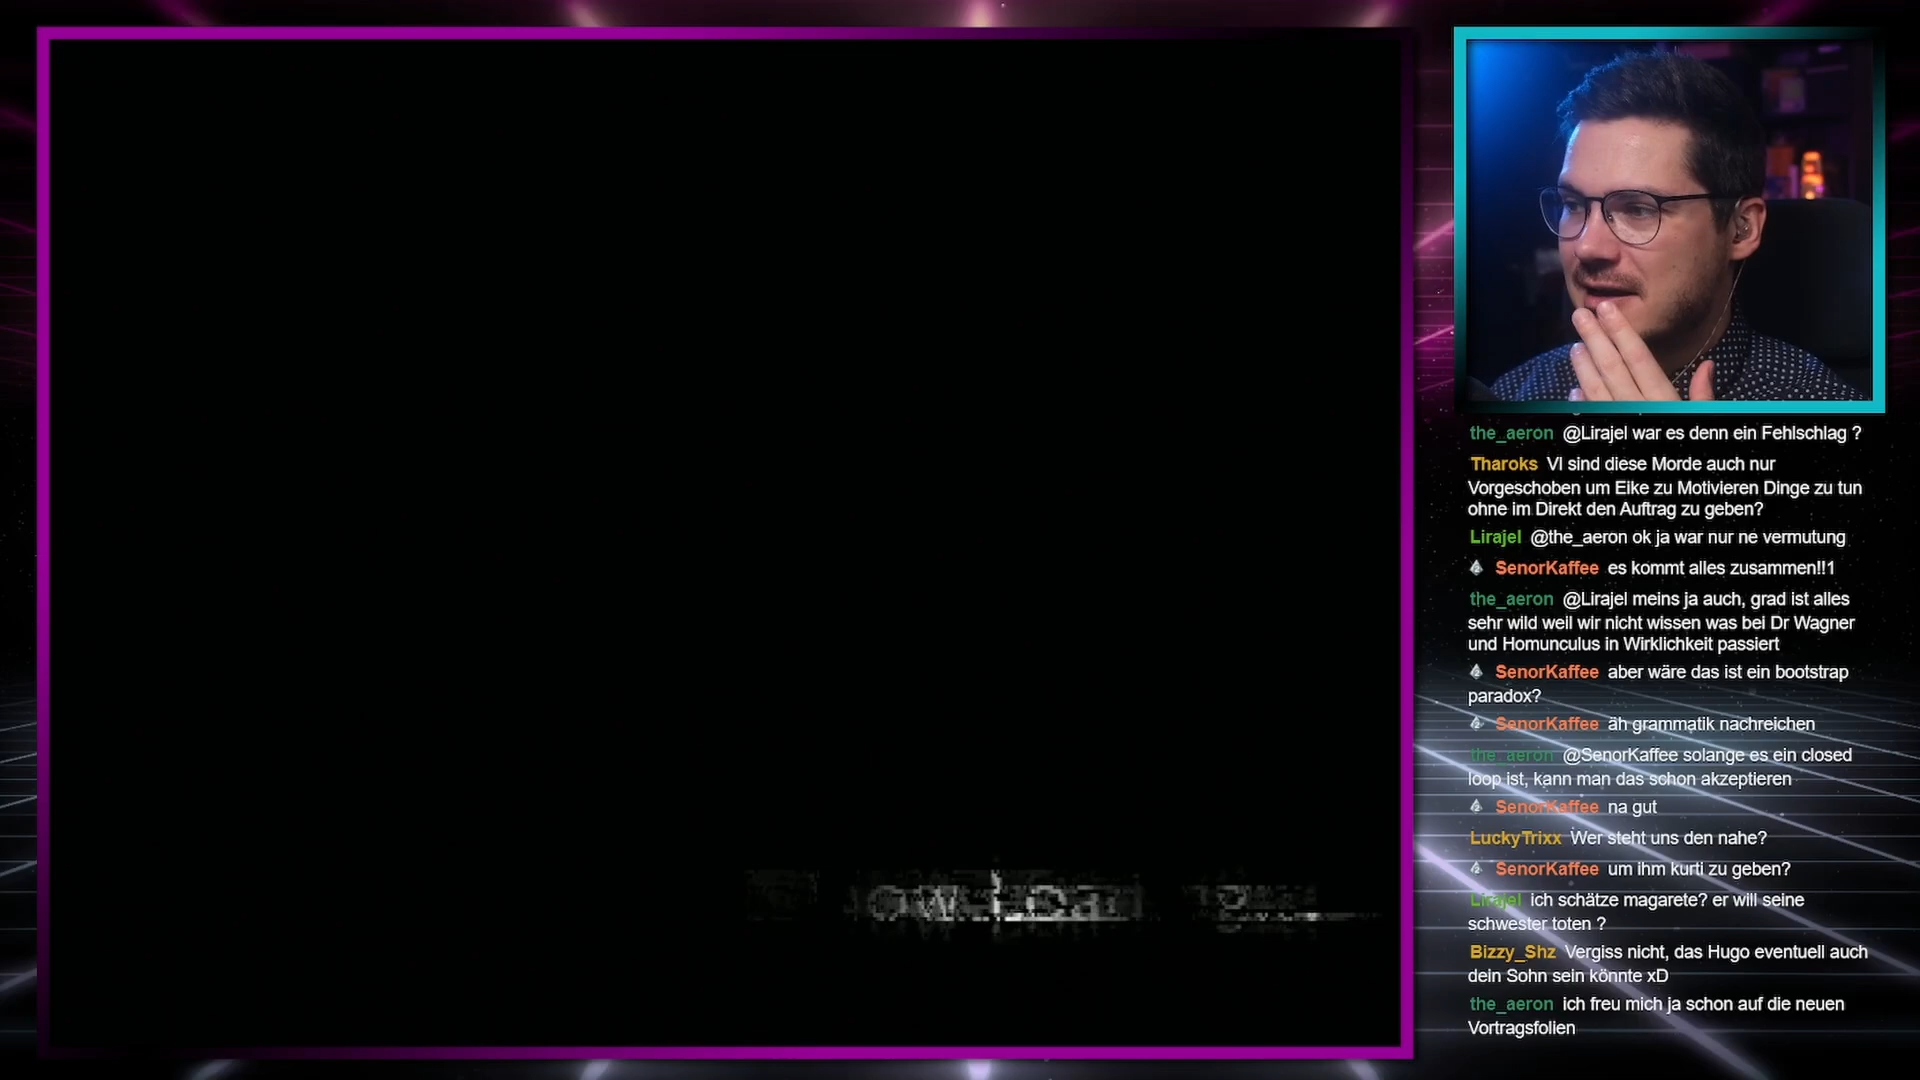 the_aeron @Lirajel war es denn ein Fehlschlag ?
Tharoks Vl sind diese Morde auch nur
Vorgeschoben um Eike zu Motivieren Dinge zu tun
ohne im Direkt den Auftrag zu geben?
Lirajel @the_aeron ok ja war nur ne vermutung
SenorKaffee es kommt alles zusammen!!1
the_aeron @Lirajel meins ja auch, grad ist alles
sehr wild weil wir nicht wissen was bei Dr Wagner
und Homunculus in Wirklichkeit passiert
SenorKaffee aber wäre das ist ein bootstrap
paradox?
SenorKaffee äh grammatik nachreichen
the_aeron @SenorKaffee solange es ein closed
loop ist, kann man das schon akzeptieren
SenorKaffee na gut
LuckyTrixx Wer steht uns den nahe?
SenorKaffee um ihm kurti zu geben?
Lirajel ich schätze magarete? er will seine
schwester toten ?
Bizzy_Shz Vergiss nicht, das Hugo eventuell auch
dein Sohn sein könnte xD
the_aeron ich freu mich ja schon auf die neuen
Vortragsfolien